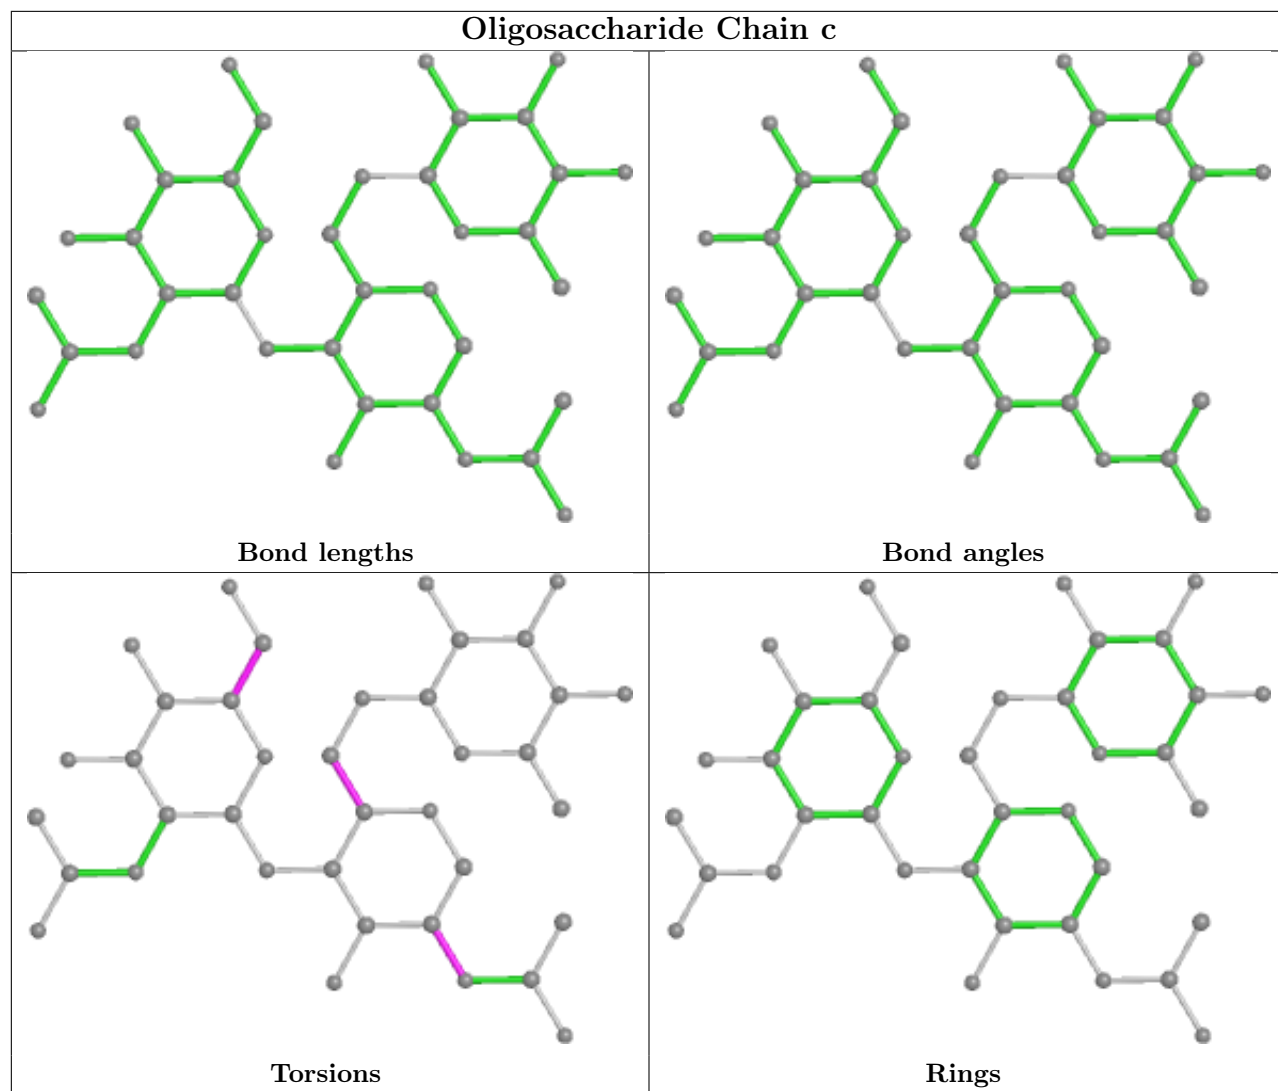 Oligosaccharide Chain c
Bond lengths
Bond angles
Torsions
Rings